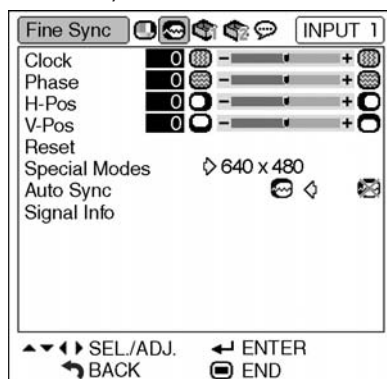 Fine Sync INPUT 1
Clock 0 - +
Phase 0 - +
H-Pos 0 - +
V-Pos 0 - +
Reset
Special Modes 640 x 480
Auto Sync
Signal Info
SEL./ADJ. ENTER
BACK END